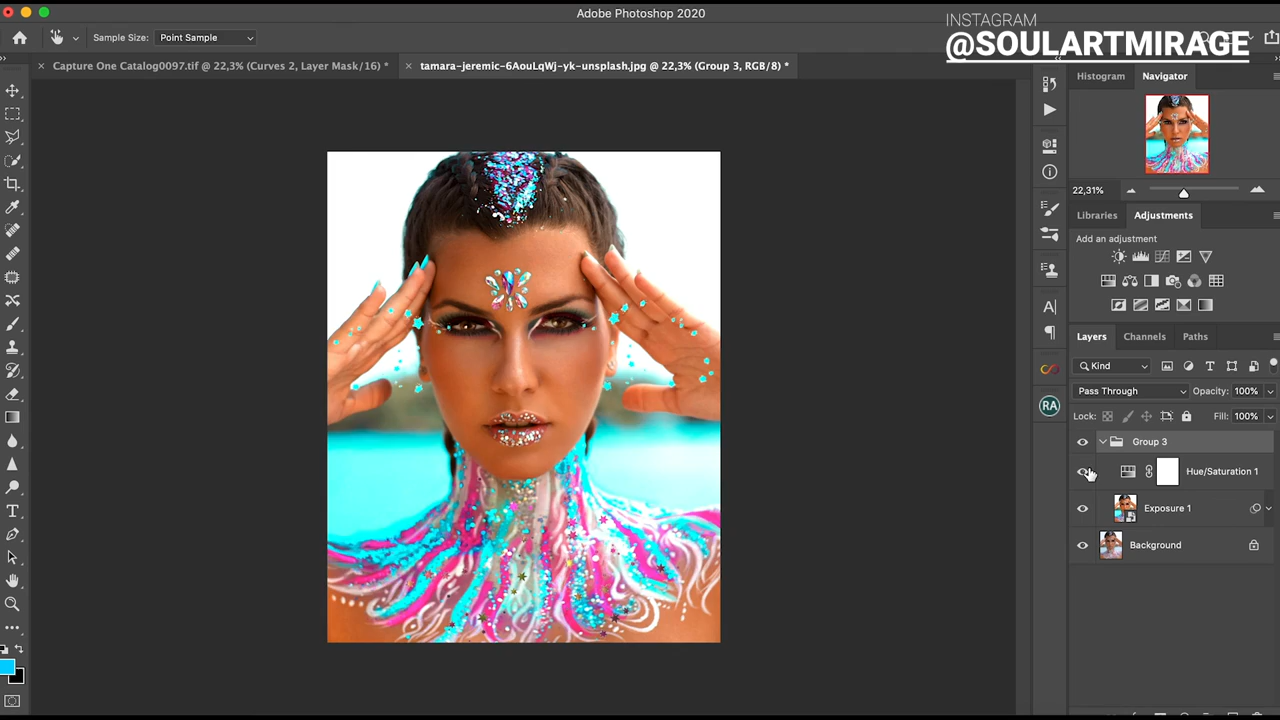 Adobe Photoshop 2020
INSTAGRAM
@SOULARTMIRAGE
Sample Size: Point Sample
Capture One Catalog0097.tif @ 22,3% (Curves 2, Layer Mask/16) *
tamara-jeremic-6AouLqWj-yk-unsplash.jpg @ 22,3% (Group 3, RGB/8) *
Histogram Navigator
22,31%
Libraries Adjustments
Add an adjustment
A
RA
Layers Channels Paths
Kind
T
Pass Through Opacity: 100%
Lock: Fill: 100%
Group 3
Hue/Saturation 1
Exposure 1
Background